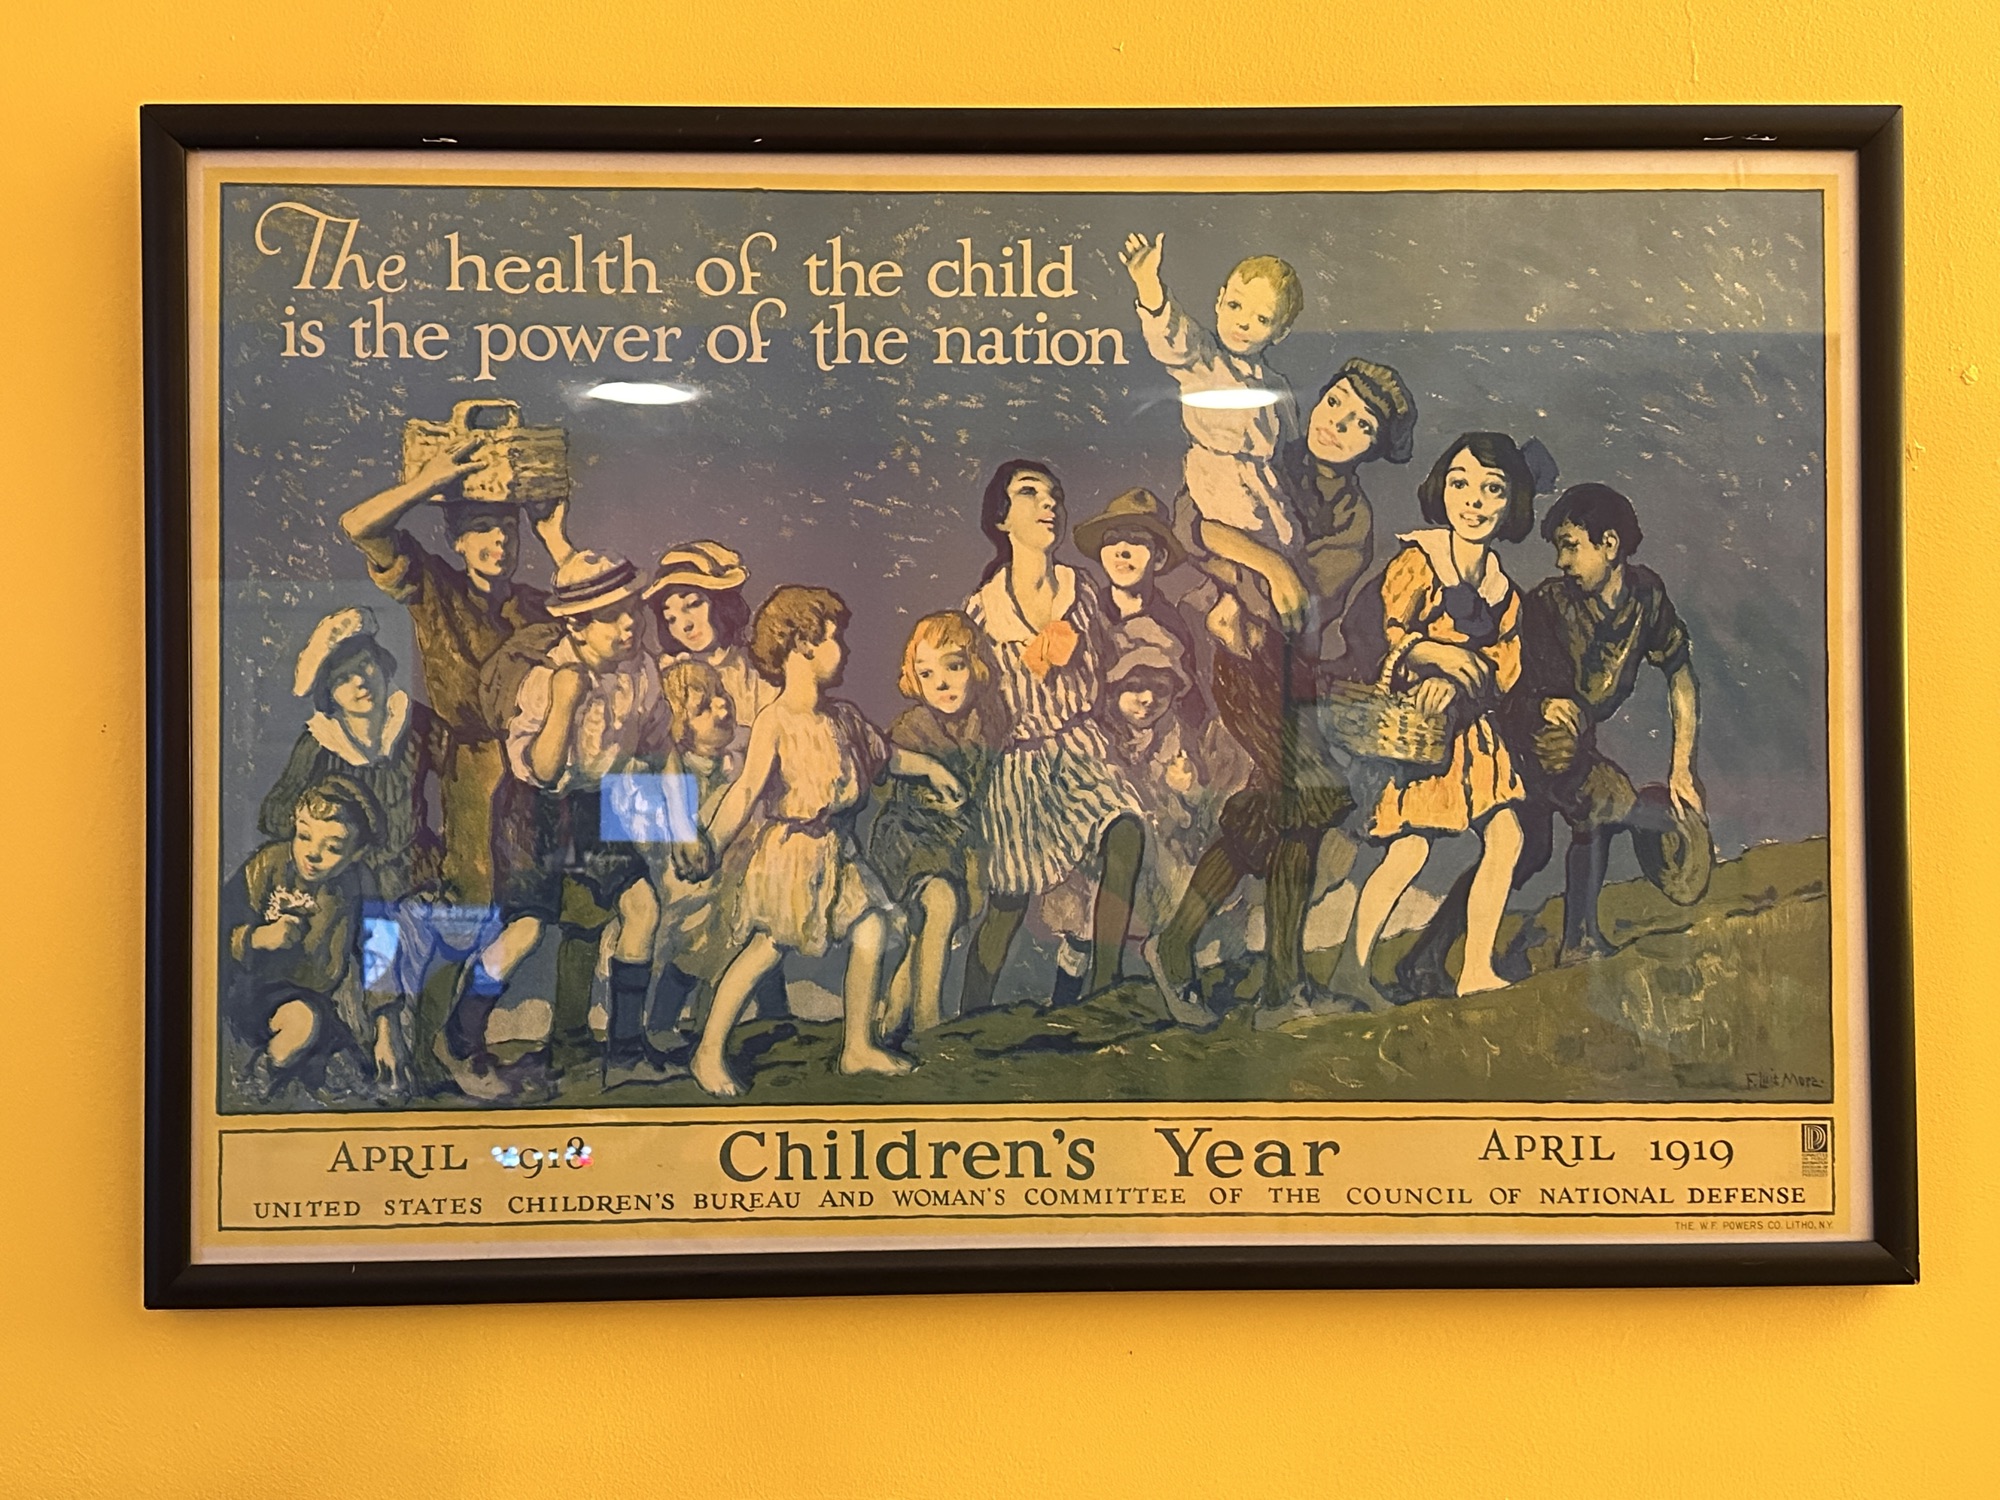 The health of the child
is the power of the nation
F. Luis Mora
APRIL 1918 Children's Year APRIL 1919
UNITED STATES CHILDREN'S BUREAU AND WOMAN'S COMMITTEE OF THE COUNCIL OF NATIONAL DEFENSE
THE W.F. POWERS CO. LITHO, N.Y.